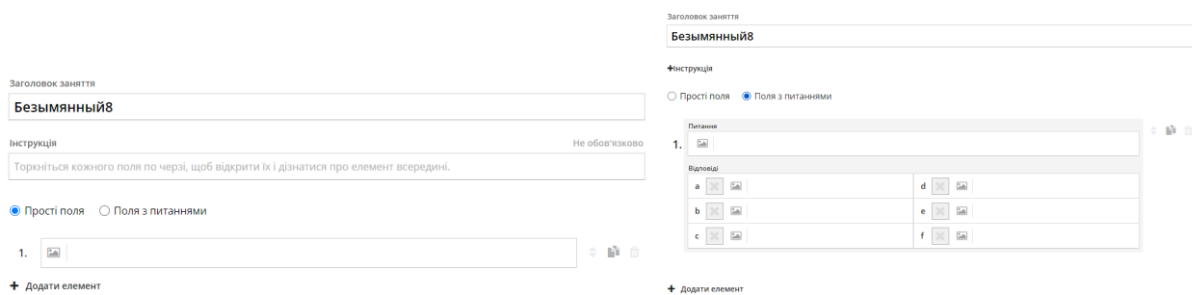 Заголовок заняття
Безымянный8
Інструкція Не обов'язково
Торкніться кожного поля по черзі, щоб відкрити їх і дізнатися про елемент всередині.
Прості поля Поля з питаннями
1.
+ Додати елемент
Заголовок заняття
Безымянный8
+Інструкція
Прості поля Поля з питаннями
Питання
1.
Відповіді
a d
b e
c f
+ Додати елемент